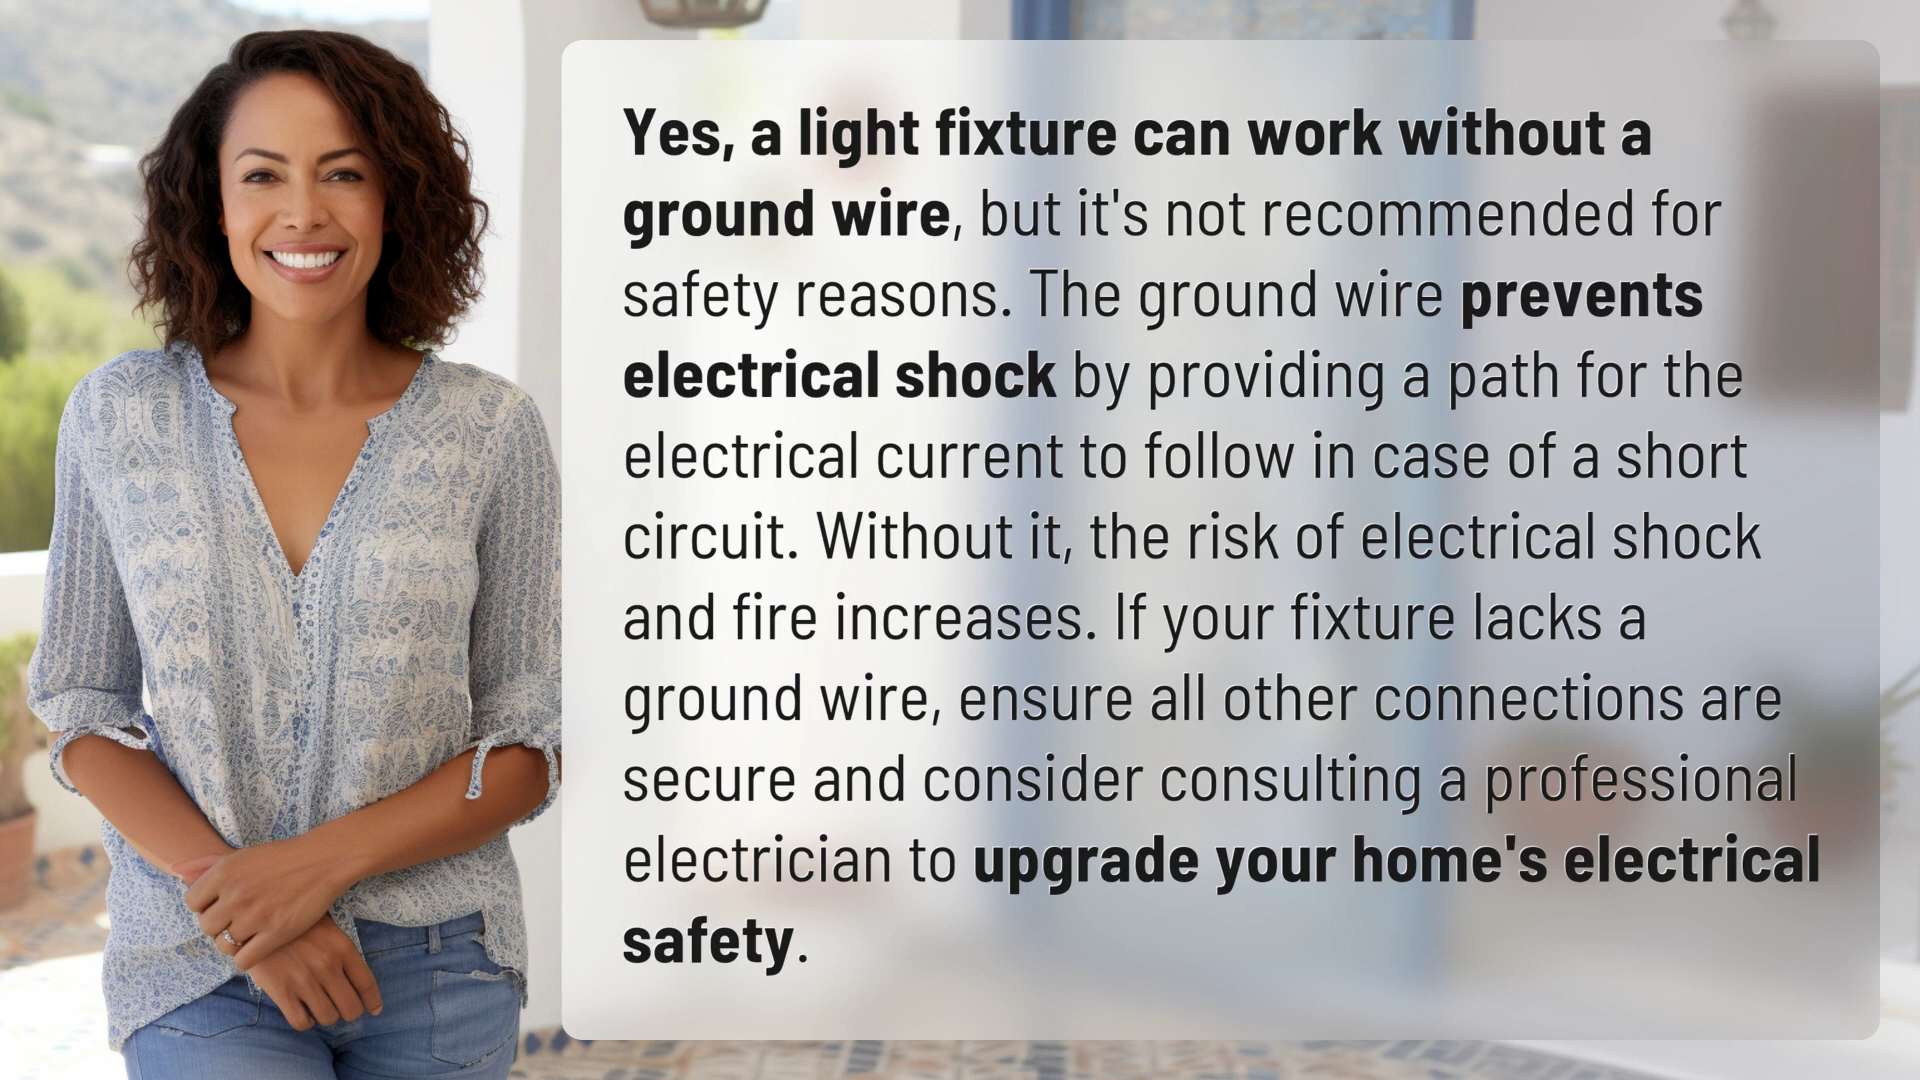 Yes, a light fixture can work without a
ground wire, but it's not recommended for
safety reasons. The ground wire prevents
electrical shock by providing a path for the
electrical current to follow in case of a short
circuit. Without it, the risk of electrical shock
and fire increases. If your fixture lacks a
ground wire, ensure all other connections are
secure and consider consulting a professional
electrician to upgrade your home's electrical
safety.